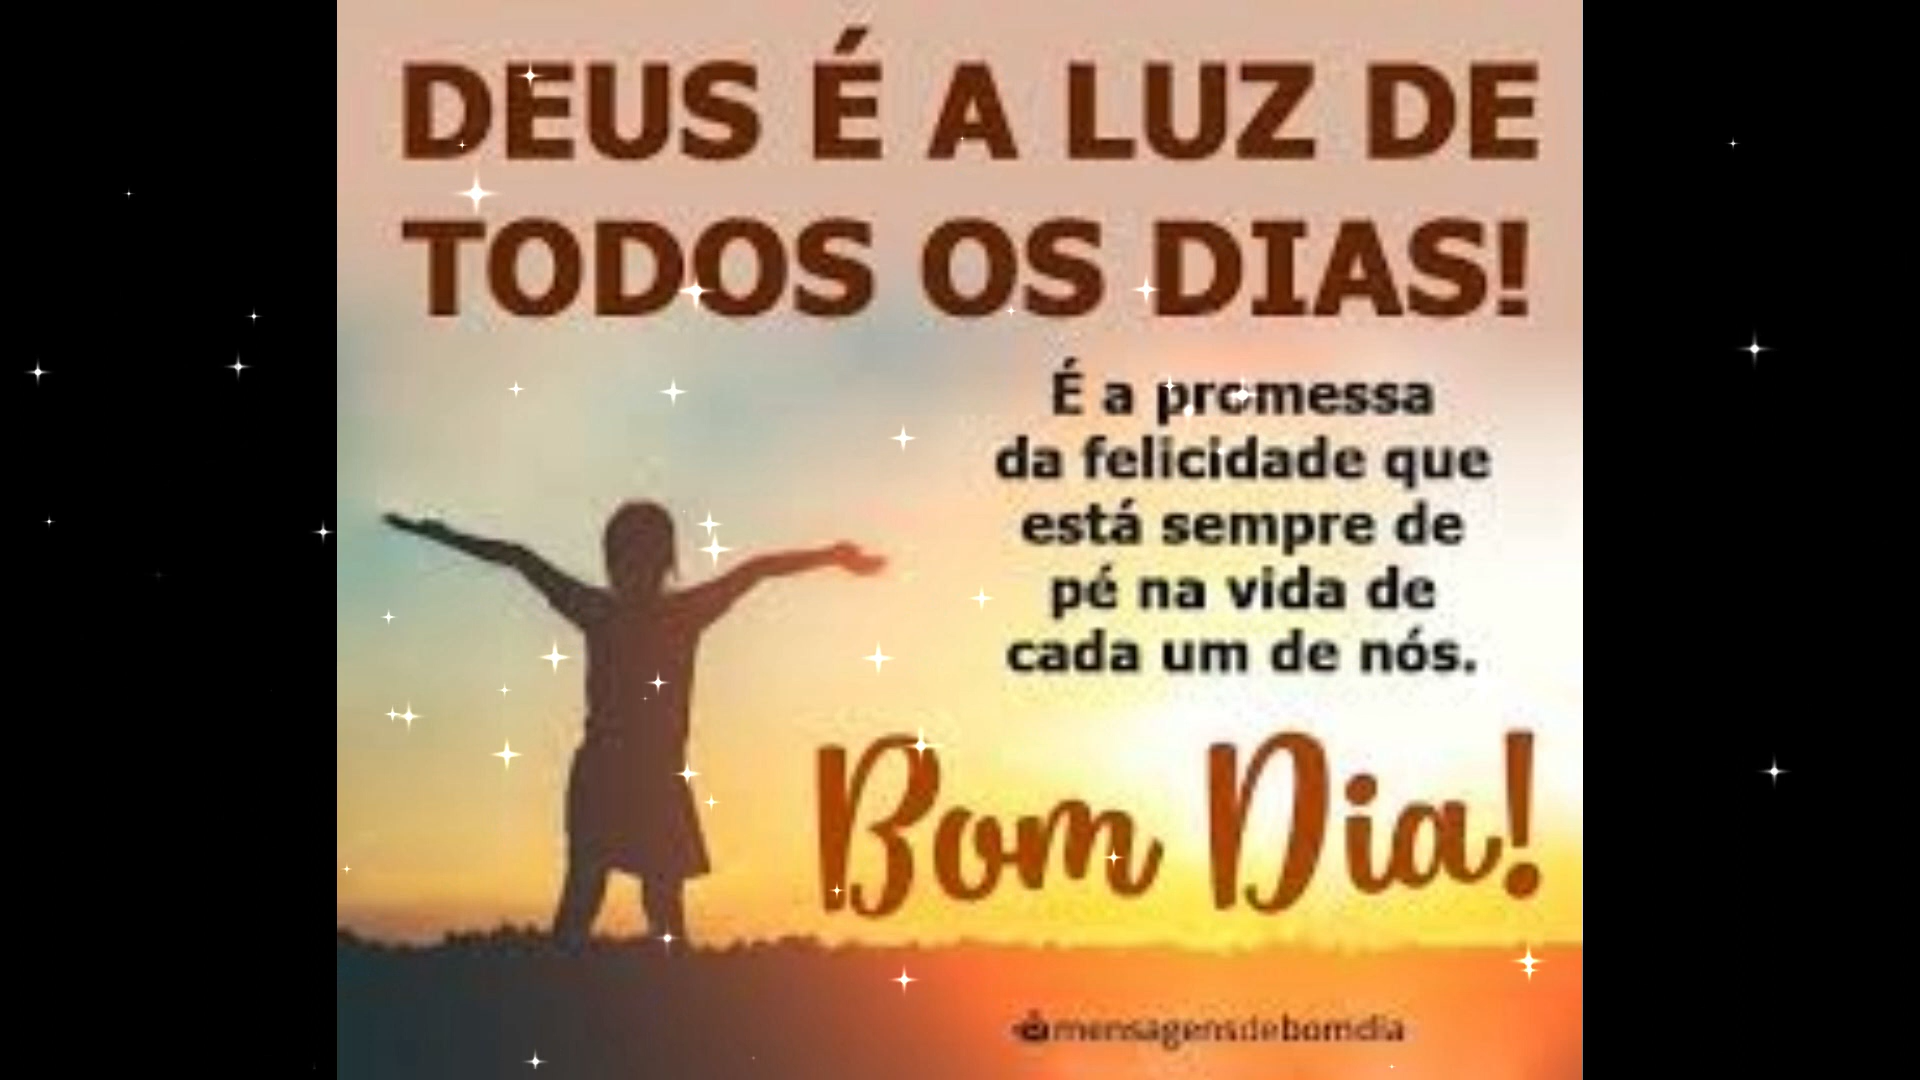 DEUS É A LUZ DE
TODOS OS DIAS!
É a promessa
da felicidade que
está sempre de
pé na vida de
cada um de nós.
Bom Dia!
mensagensdebomdia